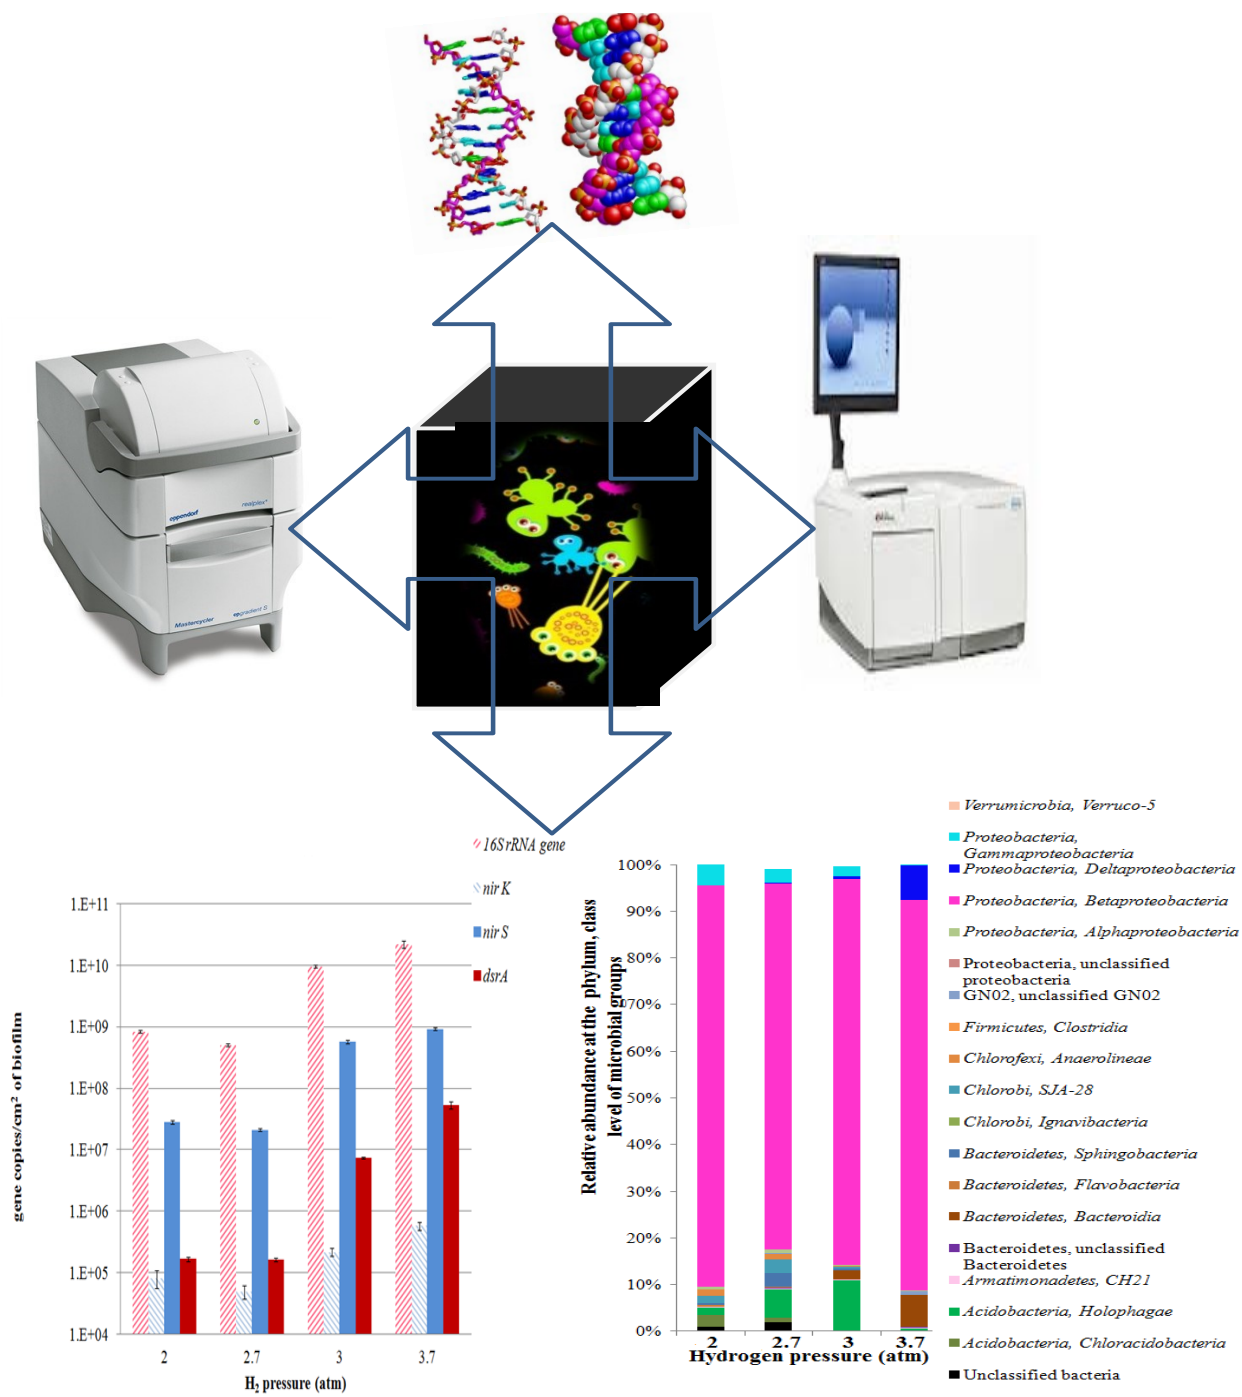 eppendorf
realplex⁴
Mastercycler
epgradient S
16SrRNA gene
nir K
nir S
dsrA
gene copies/cm² of biofilm
1.E+11
1.E+10
1.E+09
1.E+08
1.E+07
1.E+06
1.E+05
1.E+04
2
2.7
3
3.7
H₂ pressure (atm)
Relative abundance at the phylum, class
level of microbial groups
100%
90%
80%
70%
60%
50%
40%
30%
20%
10%
0%
2
2.7
3
3.7
Hydrogen pressure (atm)
Verrumicrobia, Verruco-5
Proteobacteria,
Gammaproteobacteria
Proteobacteria, Deltaproteobacteria
Proteobacteria, Betaproteobacteria
Proteobacteria, Alphaproteobacteria
Proteobacteria, unclassified
proteobacteria
GN02, unclassified GN02
Firmicutes, Clostridia
Chlorofexi, Anaerolineae
Chlorobi, SJA-28
Chlorobi, Ignavibacteria
Bacteroidetes, Sphingobacteria
Bacteroidetes, Flavobacteria
Bacteroidetes, Bacteroidia
Bacteroidetes, unclassified
Bacteroidetes
Armatimonadetes, CH21
Acidobacteria, Holophagae
Acidobacteria, Chloracidobacteria
Unclassified bacteria